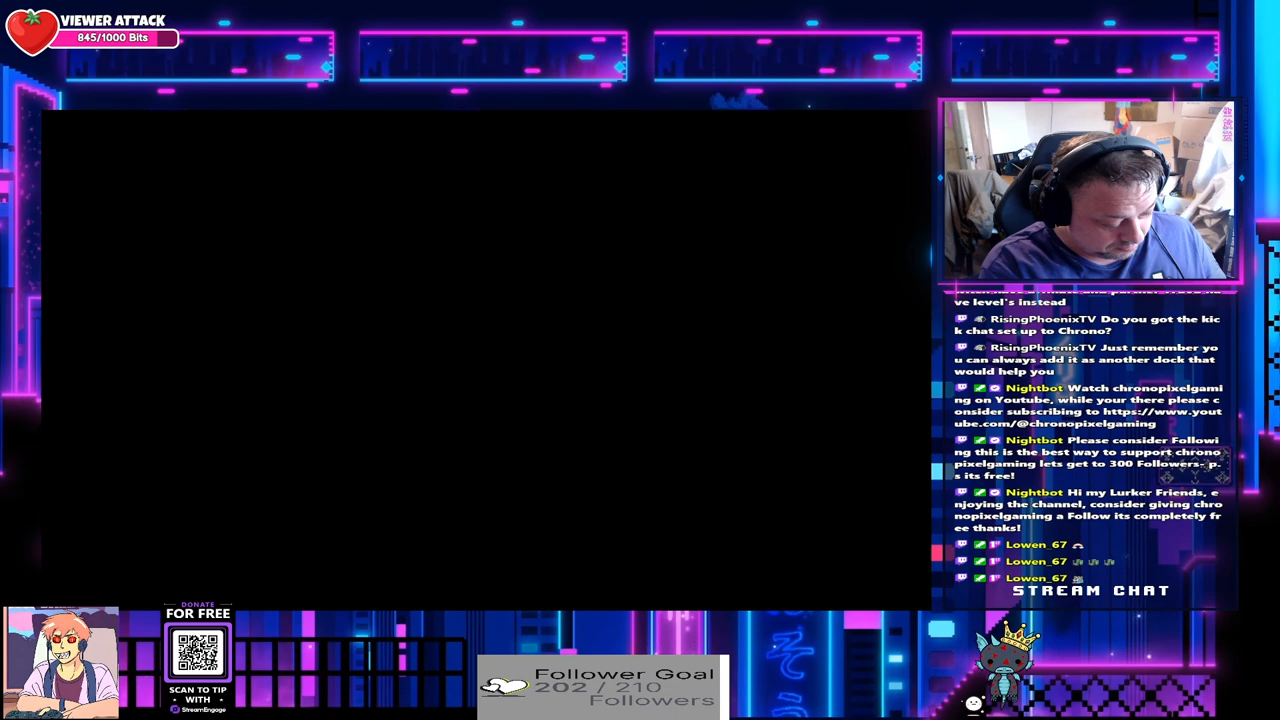 VIEWER ATTACK
845/1000 Bits
ve level's instead
RisingPhoenixTV Do you got the kic
k chat set up to Chrono?
RisingPhoenixTV Just remember yo
u can always add it as another dock that
would help you
Nightbot Watch chronopixelgami
ng on Youtube, while your there please c
onsider subscribing to https://www.yout
ube.com/@chronopixelgaming
Nightbot Please consider Followi
ng this is the best way to support chrono
pixelgaming lets get to 300 Followers- p.
s its free!
Nightbot Hi my Lurker Friends, e
njoying the channel, consider giving chro
nopixelgaming a Follow its completely fr
ee thanks!
Lowen_67
Lowen_67
Lowen_67
STREAM CHAT
DONATE
FOR FREE
SCAN TO TIP
WITH
StreamEngage
Follower Goal
202 / 210
Followers
そう